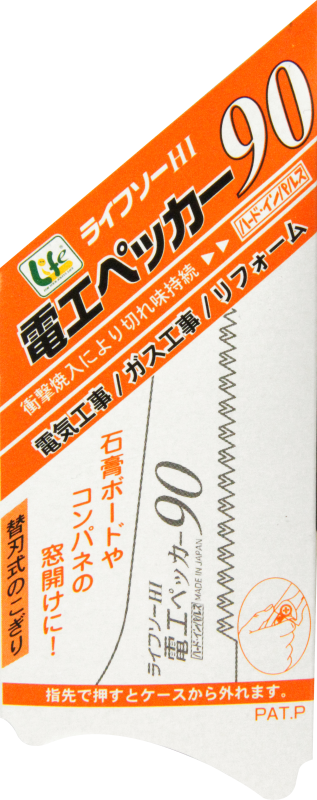 Life
ライフソーHI
電工ペッカー90
ハード・インパルス
衝撃焼入により切れ味持続▶▶
電気工事/ガス工事/リフォーム
石膏ボードや
コンパネの
窓開けに!
替刃式のこぎり
ライフソーHI
電工ペッカー90
ハード・インパルス MADE IN JAPAN
指先で押すとケースから外れます。
PAT.P